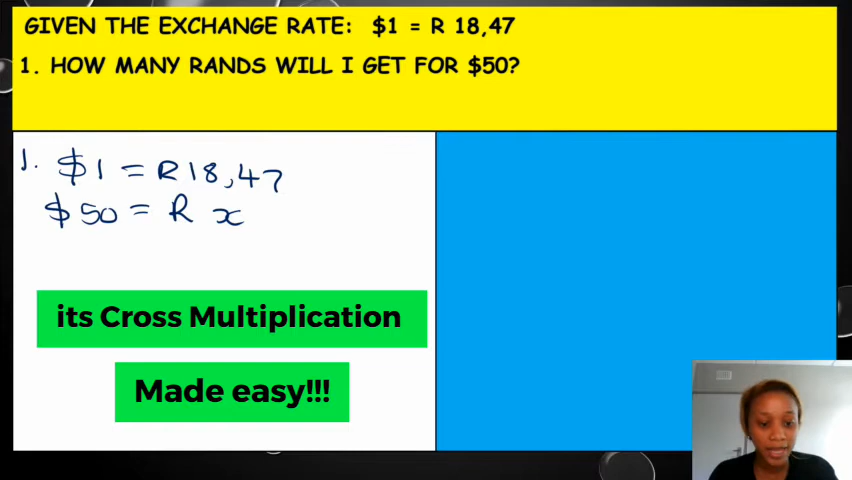 GIVEN THE EXCHANGE RATE: $1 = R 18,47
1. HOW MANY RANDS WILL I GET FOR $50?
1. $1 = R18,47
$50 = R x
its Cross Multiplication
Made easy!!!